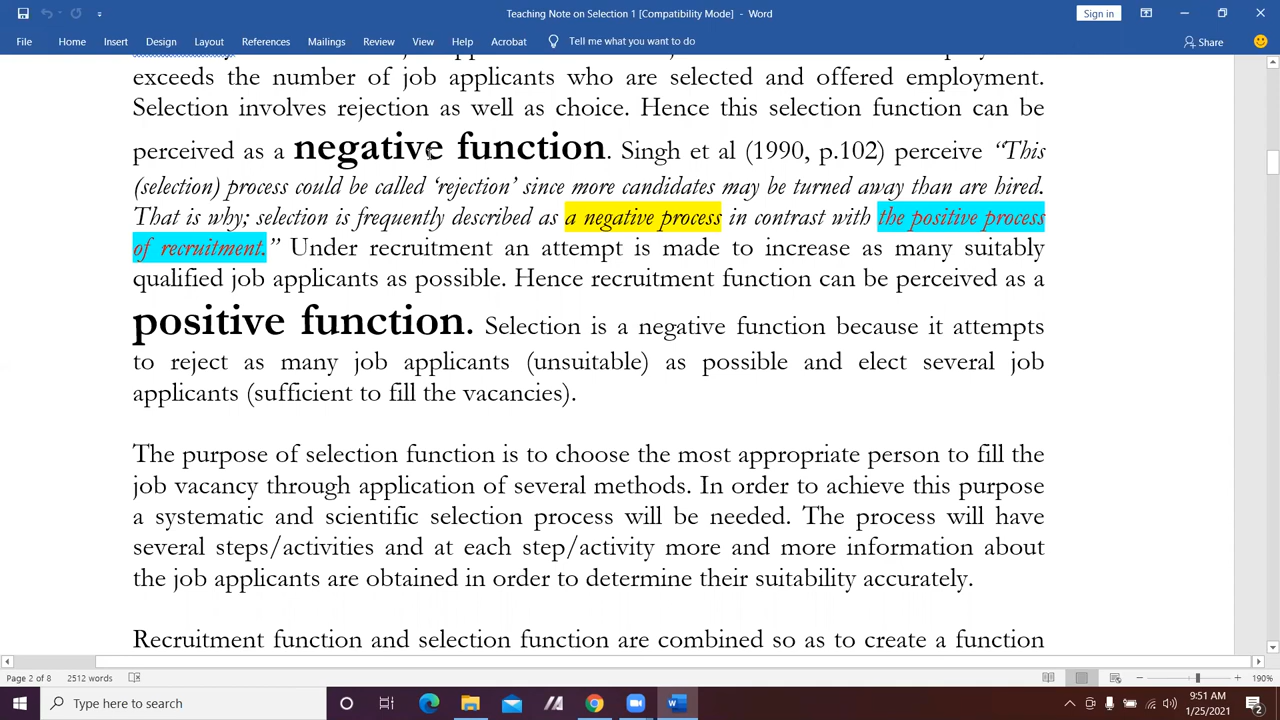 Teaching Note on Selection 1 [Compatibility Mode] - Word
Sign in
File Home Insert Design Layout References Mailings Review View Help Acrobat Tell me what you want to do Share
exceeds the number of job applicants who are selected and offered employment.
Selection involves rejection as well as choice. Hence this selection function can be
perceived as a negative function. Singh et al (1990, p.102) perceive “This
(selection) process could be called ‘rejection’ since more candidates may be turned away than are hired.
That is why; selection is frequently described as a negative process in contrast with the positive process
of recruitment.” Under recruitment an attempt is made to increase as many suitably
qualified job applicants as possible. Hence recruitment function can be perceived as a
positive function. Selection is a negative function because it attempts
to reject as many job applicants (unsuitable) as possible and elect several job
applicants (sufficient to fill the vacancies).
The purpose of selection function is to choose the most appropriate person to fill the
job vacancy through application of several methods. In order to achieve this purpose
a systematic and scientific selection process will be needed. The process will have
several steps/activities and at each step/activity more and more information about
the job applicants are obtained in order to determine their suitability accurately.
Recruitment function and selection function are combined so as to create a function
Page 2 of 8 2512 words 190%
Type here to search
9:51 AM
1/25/2021
2